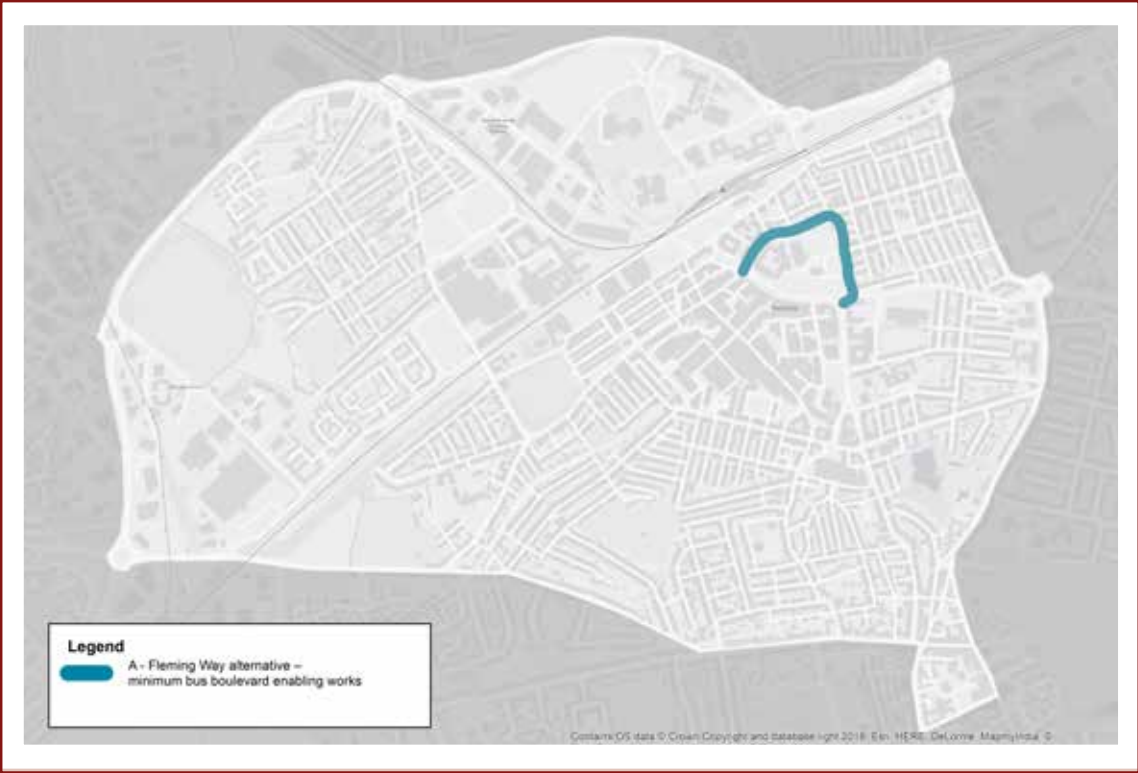 Legend
A - Fleming Way alternative –
minimum bus boulevard enabling works
Contains OS data © Crown Copyright and database right 2018 Esri, HERE, DeLorme, MapmyIndia, ©